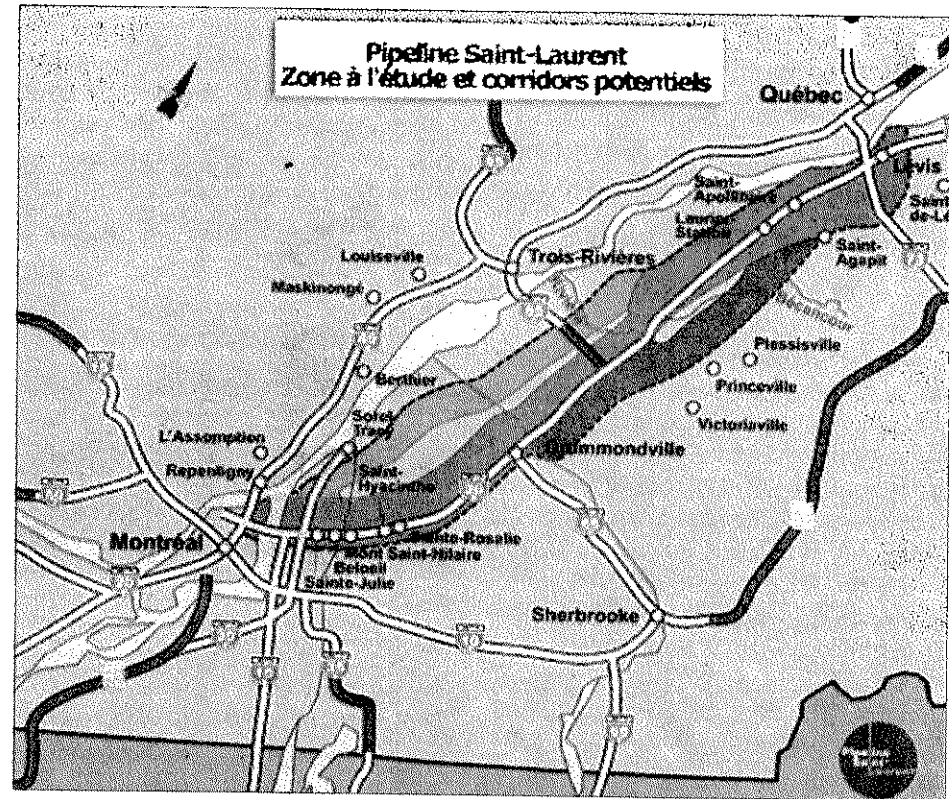 Pipeline Saint-Laurent
Zone à l'étude et corridors potentiels
Québec
Lévis
Saint-
Apollinaire
Laurier-
Station
Saint-
Agapit
Trois-Rivières
Louiseville
Maskinongé
Plessisville
Princeville
Victoriaville
Berthier
Sorel-
Tracy
L'Assomption
Repentigny
Drummondville
Saint-
Hyacinthe
Sainte-Rosalie
Mont Saint-Hilaire
Beloeil
Sainte-Julie
Montréal
Sherbrooke